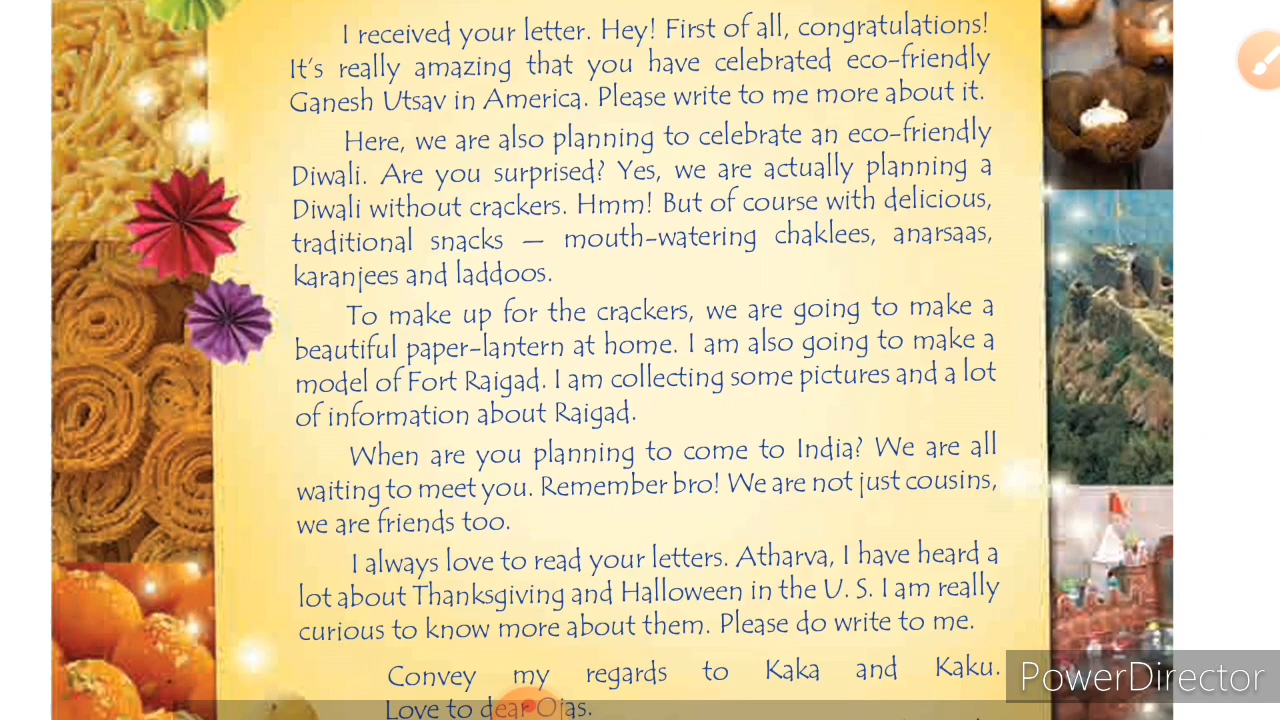 I received your letter. Hey! First of all, congratulations!
It's really amazing that you have celebrated eco-friendly
Ganesh Utsav in America. Please write to me more about it.
Here, we are also planning to celebrate an eco-friendly
Diwali. Are you surprised? Yes, we are actually planning a
Diwali without crackers. Hmm! But of course with delicious,
traditional snacks — mouth-watering chaklees, anarsaas,
karanjees and laddoos.
To make up for the crackers, we are going to make a
beautiful paper-lantern at home. I am also going to make a
model of Fort Raigad. I am collecting some pictures and a lot
of information about Raigad.
When are you planning to come to India? We are all
waiting to meet you. Remember bro! We are not just cousins,
we are friends too.
I always love to read your letters. Atharva, I have heard a
lot about Thanksgiving and Halloween in the U. S. I am really
curious to know more about them. Please do write to me.
Convey my regards to Kaka and Kaku.
Love to dear Ojas.
PowerDirector